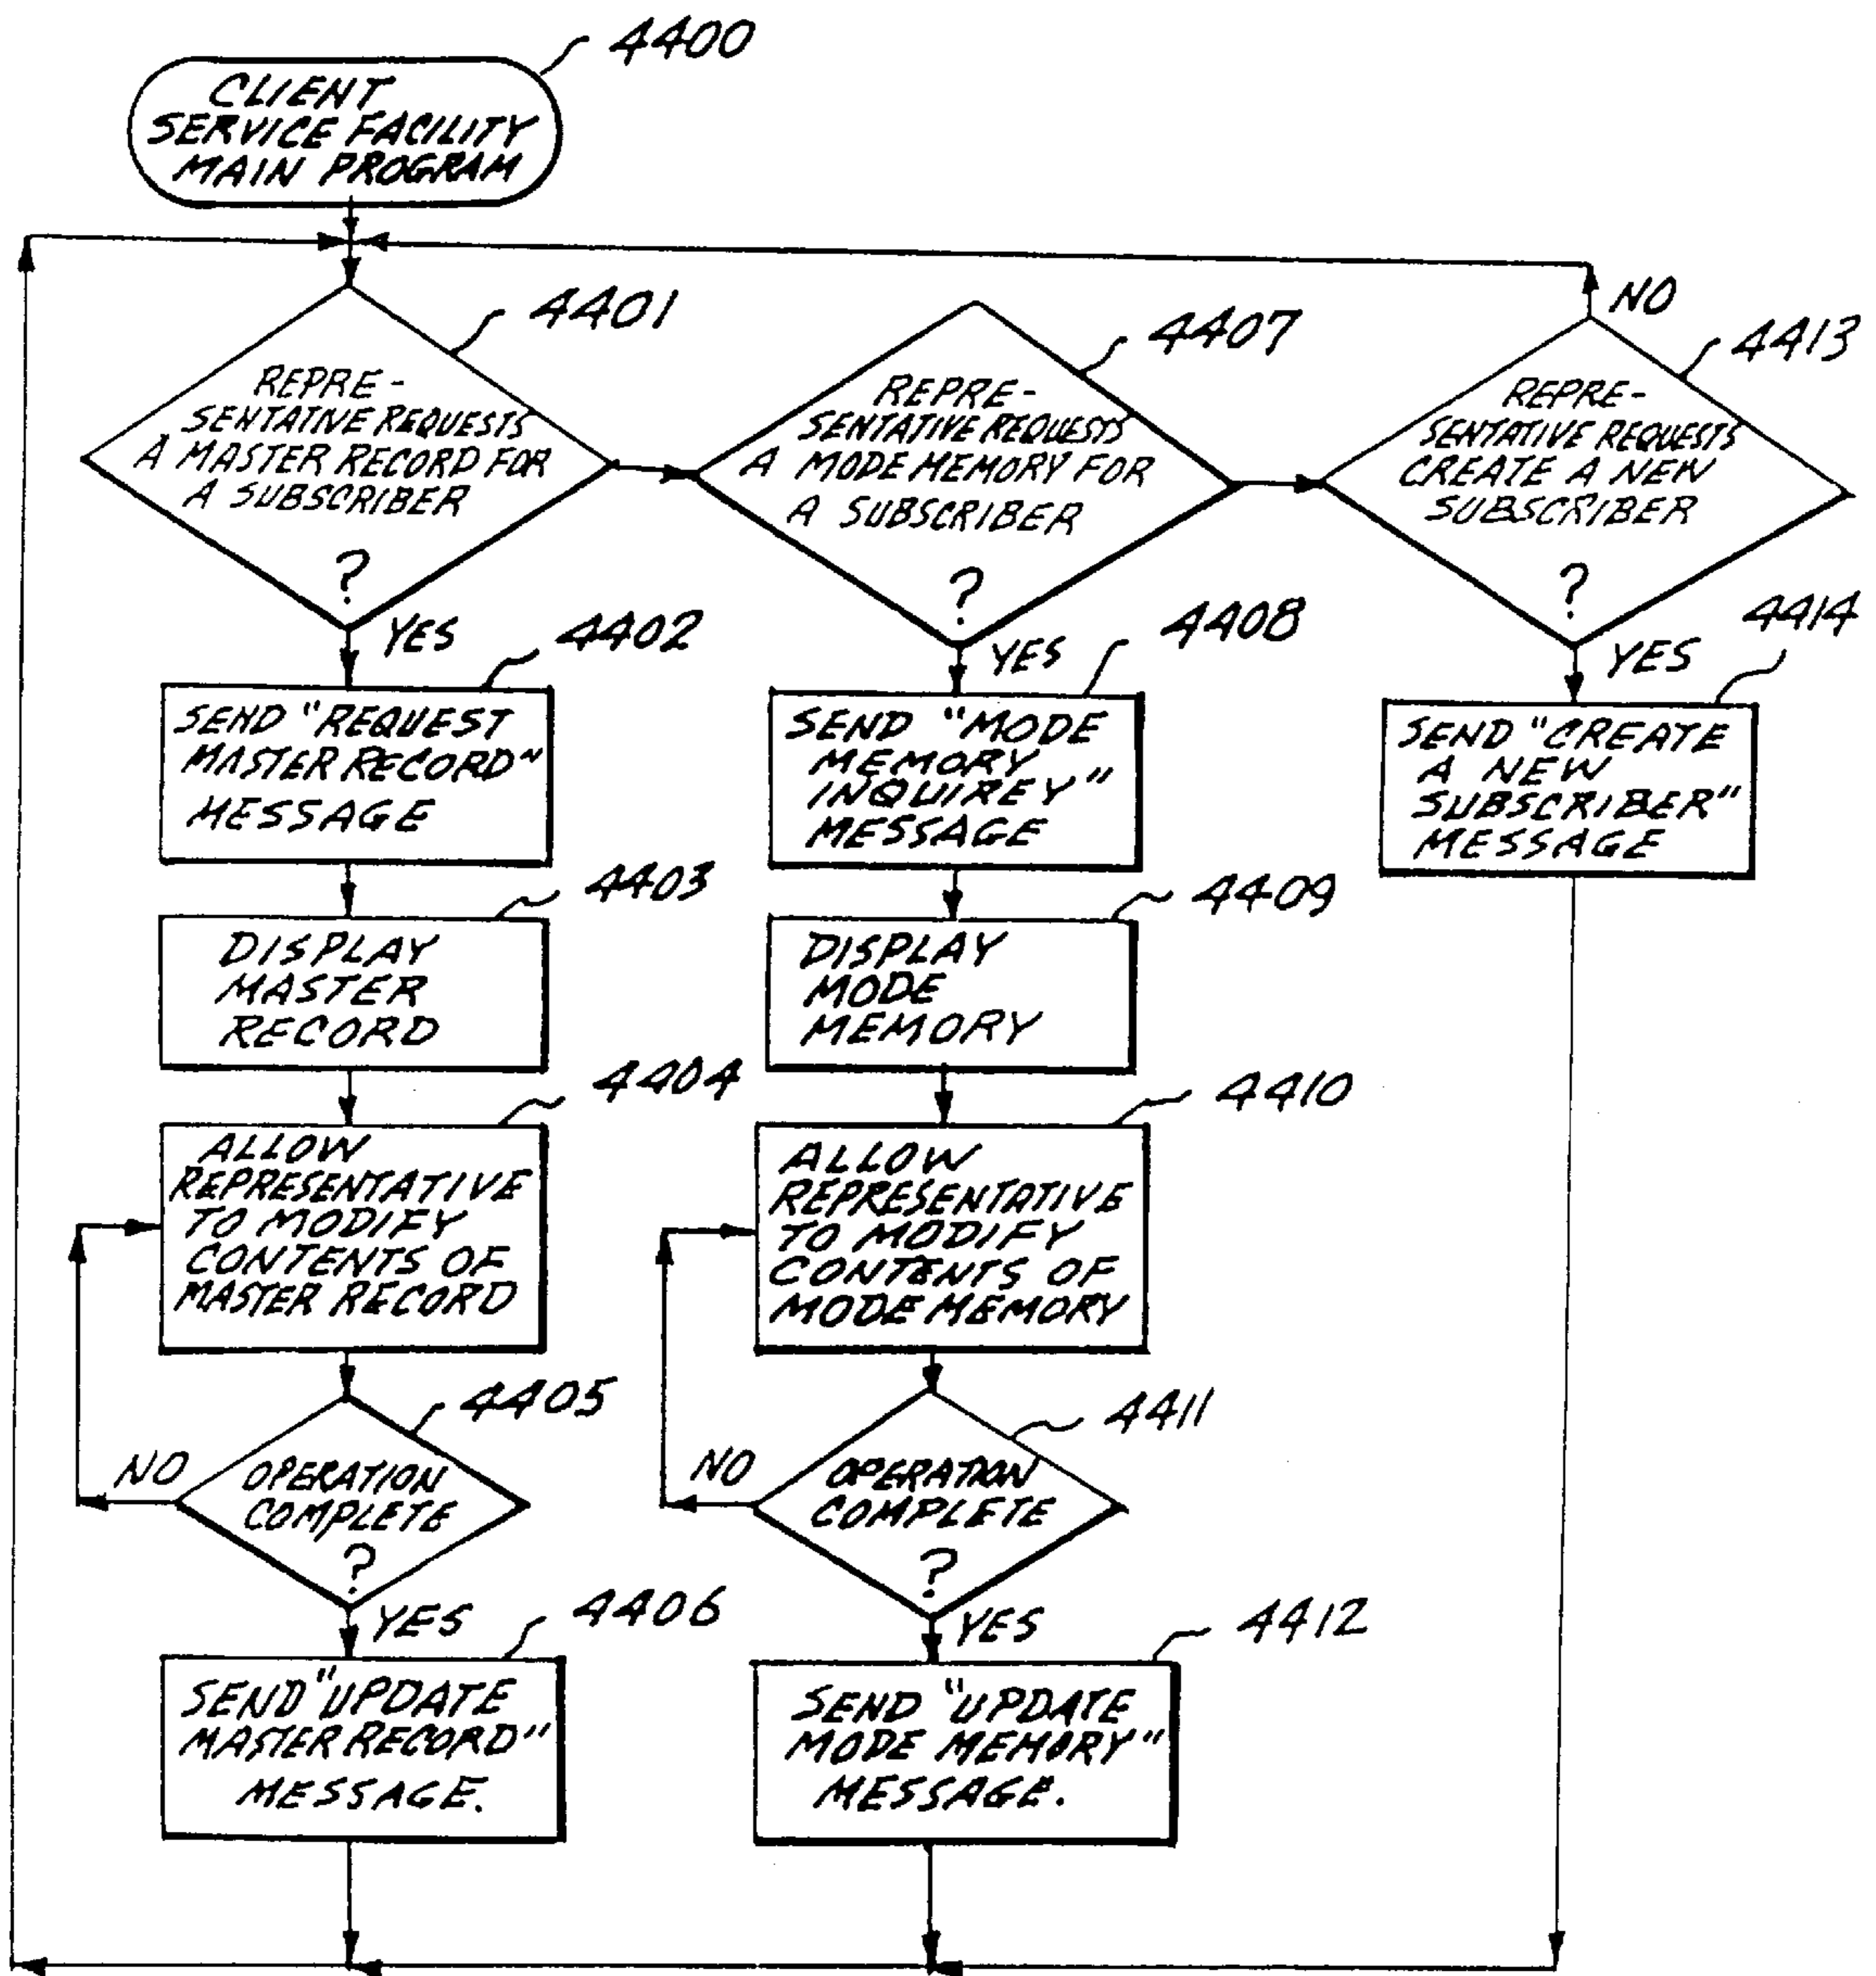 4400
CLIENT
SERVICE FACILITY
MAIN PROGRAM
4401
REPRE-
SENTATIVE REQUESTS
A MASTER RECORD FOR
A SUBSCRIBER
?
YES
4402
SEND "REQUEST
MASTER RECORD"
MESSAGE
4403
DISPLAY
MASTER
RECORD
4404
ALLOW
REPRESENTATIVE
TO MODIFY
CONTENTS OF
MASTER RECORD
4405
NO
OPERATION
COMPLETE
?
YES
4406
SEND "UPDATE
MASTER RECORD"
MESSAGE.
4407
REPRE-
SENTATIVE REQUESTS
A MODE MEMORY FOR
A SUBSCRIBER
?
YES
4408
SEND "MODE
MEMORY
INQUIREY"
MESSAGE
4409
DISPLAY
MODE
MEMORY
4410
ALLOW
REPRESENTATIVE
TO MODIFY
CONTENTS OF
MODE MEMORY
4411
NO
OPERATION
COMPLETE
?
YES
4412
SEND "UPDATE
MODE MEMORY"
MESSAGE.
NO
4413
REPRE-
SENTATIVE REQUESTS
CREATE A NEW
SUBSCRIBER
?
YES
4414
SEND "CREATE
A NEW
SUBSCRIBER"
MESSAGE